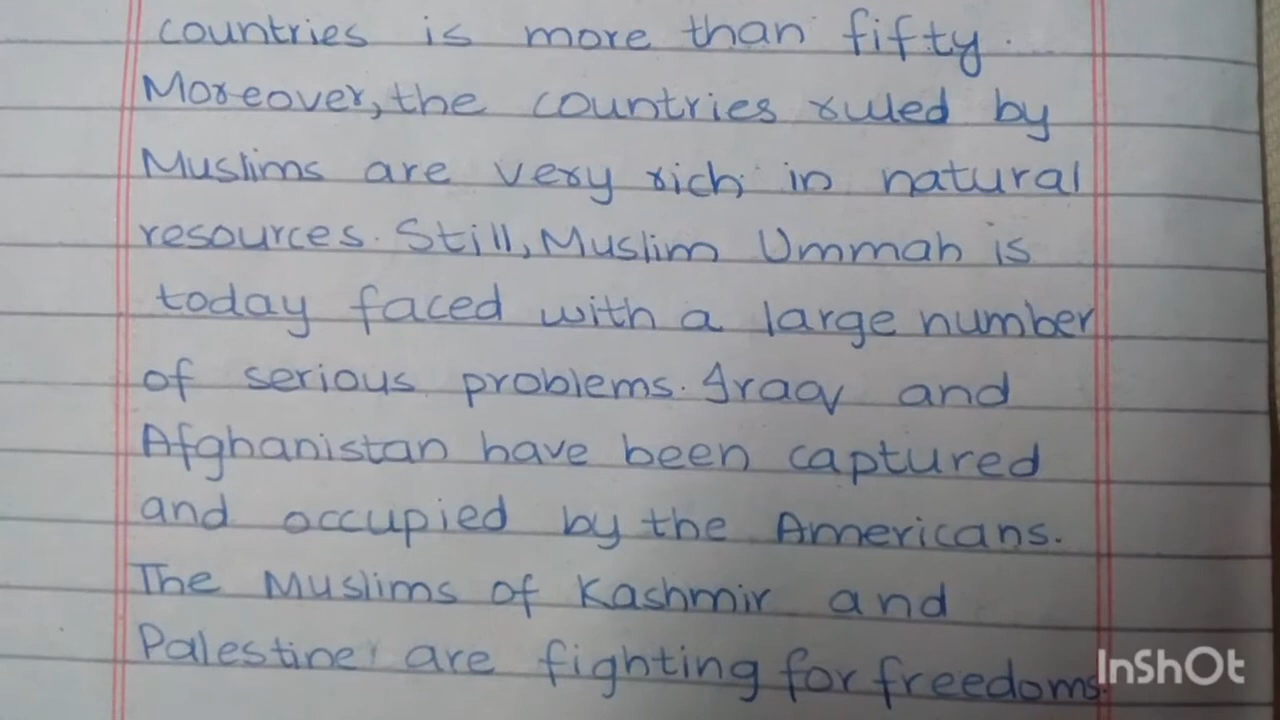 countries is more than fifty.
Moreover, the countries ruled by
Muslims are very rich in natural
resources. Still, Muslim Ummah is
today faced with a large number
of serious problems. Iraq and
Afghanistan have been captured
and occupied by the Americans.
The Muslims of Kashmir and
Palestine are fighting for freedoms.
InShOt